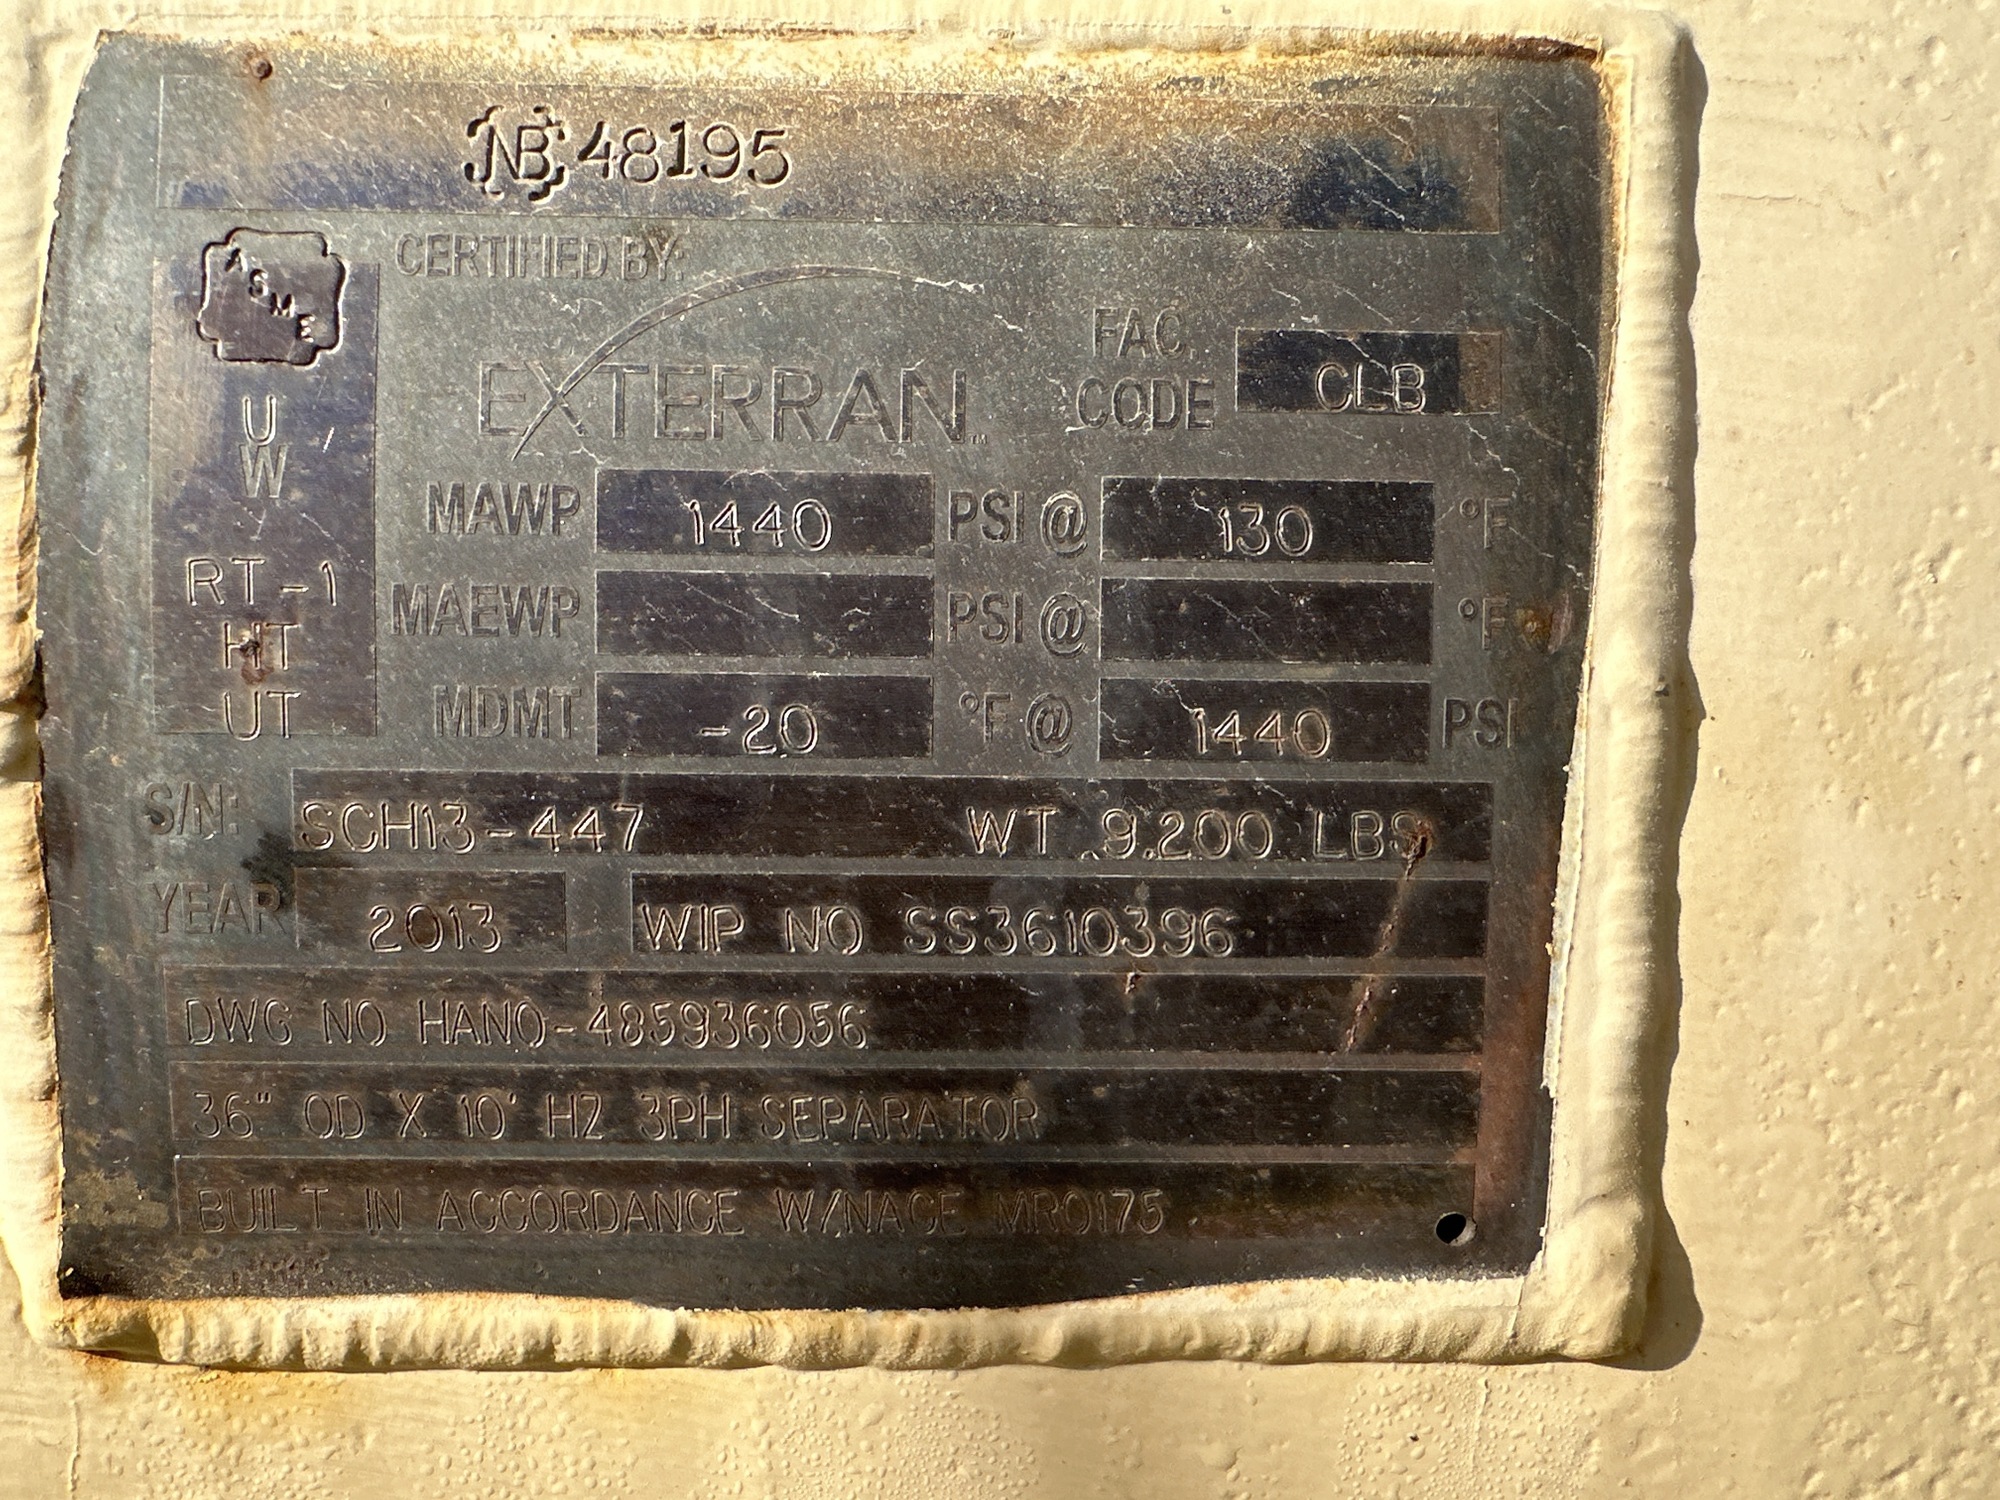 NB 48195
ASME
CERTIFIED BY:
EXTERRAN™
FAC. CODE CLB
U
W
RT-1
HT
UT
MAWP 1440 PSI @ 130 °F
MAEWP PSI @ °F
MDMT -20 °F @ 1440 PSI
S/N: SCH13-447 WT 9,200 LBS
YEAR 2013 WIP NO SS3610396
DWG NO HANO-485936056
36" OD X 10' HZ 3PH SEPARATOR
BUILT IN ACCORDANCE W/NACE MR0175